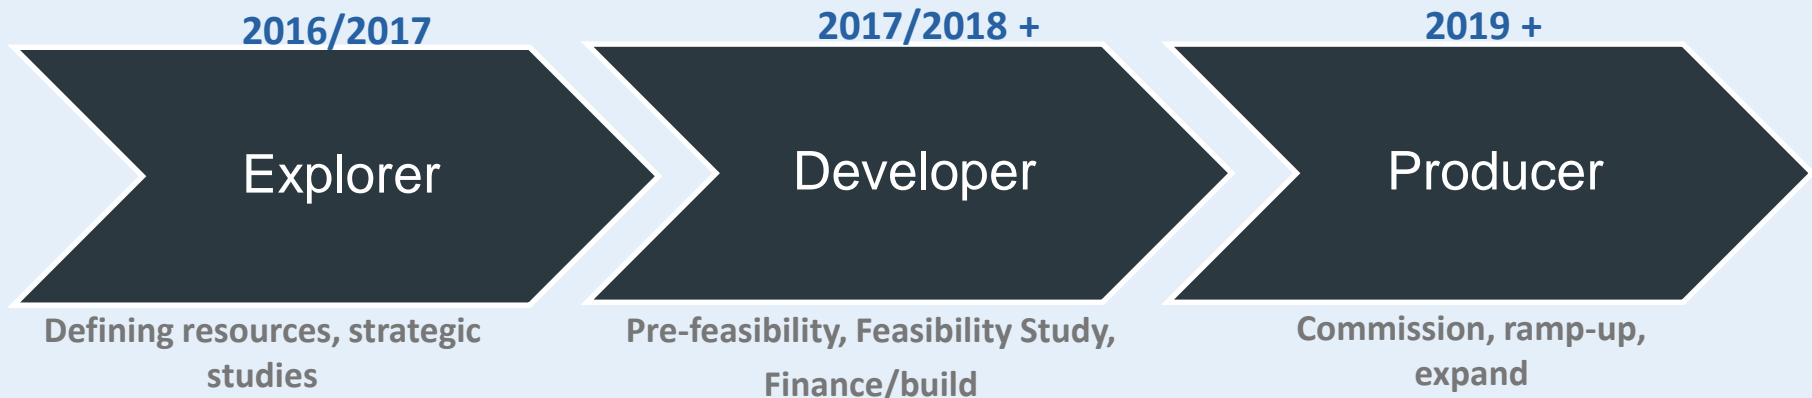 2016/2017
2017/2018 +
2019 +
Explorer
Developer
Producer
Defining resources, strategic
studies
Pre-feasibility, Feasibility Study,
Finance/build
Commission, ramp-up,
expand